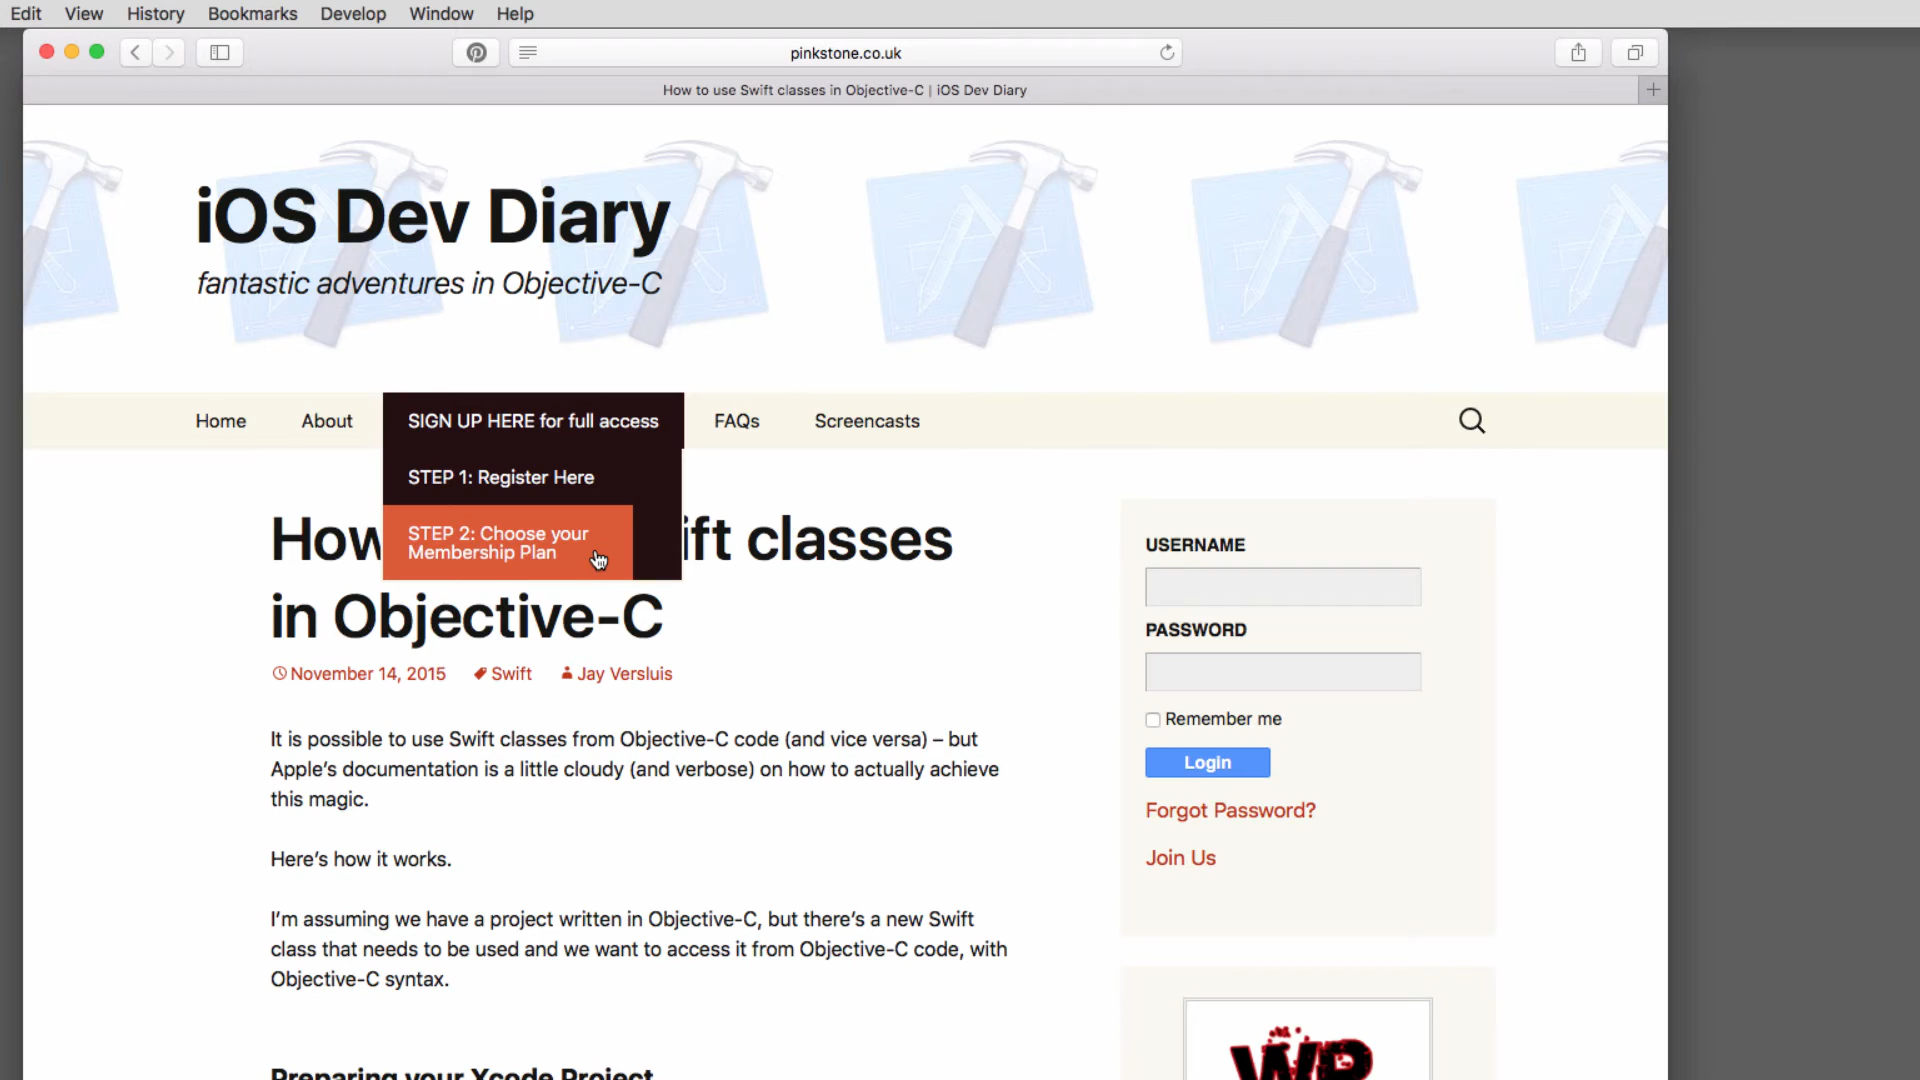 Edit View History Bookmarks Develop Window Help
pinkstone.co.uk
How to use Swift classes in Objective-C | iOS Dev Diary
iOS Dev Diary
fantastic adventures in Objective-C
Home About SIGN UP HERE for full access FAQs Screencasts
STEP 1: Register Here
STEP 2: Choose your
Membership Plan
How ift classes
in Objective-C
November 14, 2015 Swift Jay Versluis
It is possible to use Swift classes from Objective-C code (and vice versa) – but
Apple's documentation is a little cloudy (and verbose) on how to actually achieve
this magic.
Here's how it works.
I'm assuming we have a project written in Objective-C, but there's a new Swift
class that needs to be used and we want to access it from Objective-C code, with
Objective-C syntax.
Preparing your Xcode Project
USERNAME
PASSWORD
Remember me
Login
Forgot Password?
Join Us
WP